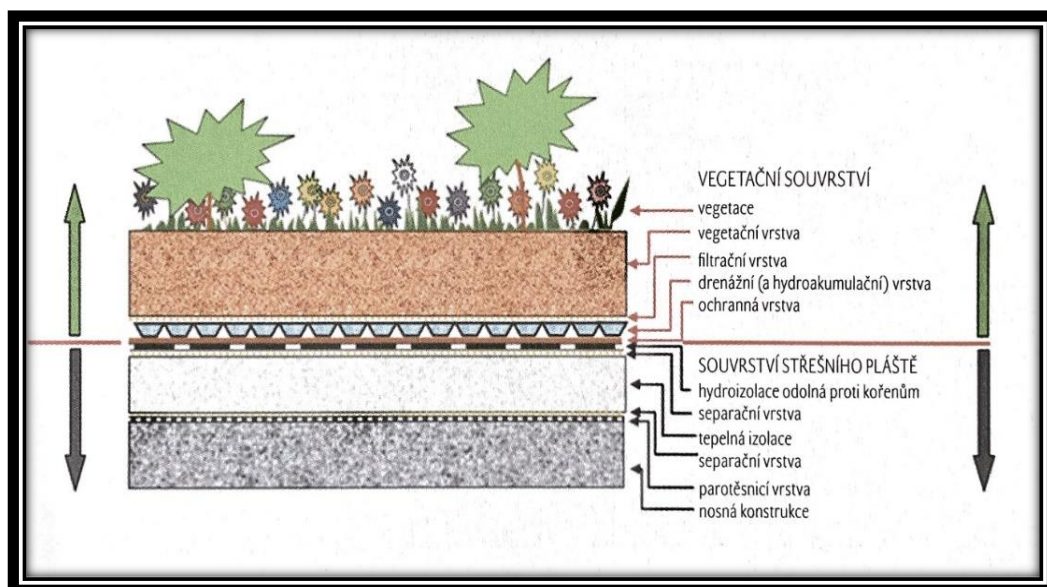 VEGETAČNÍ SOUVRSTVÍ
vegetace
vegetační vrstva
filtrační vrstva
drenážní (a hydroakumulační) vrstva
ochranná vrstva
SOUVRSTVÍ STŘEŠNÍHO PLÁŠTĚ
hydroizolace odolná proti kořenům
separační vrstva
tepelná izolace
separační vrstva
parotěsnicí vrstva
nosná konstrukce